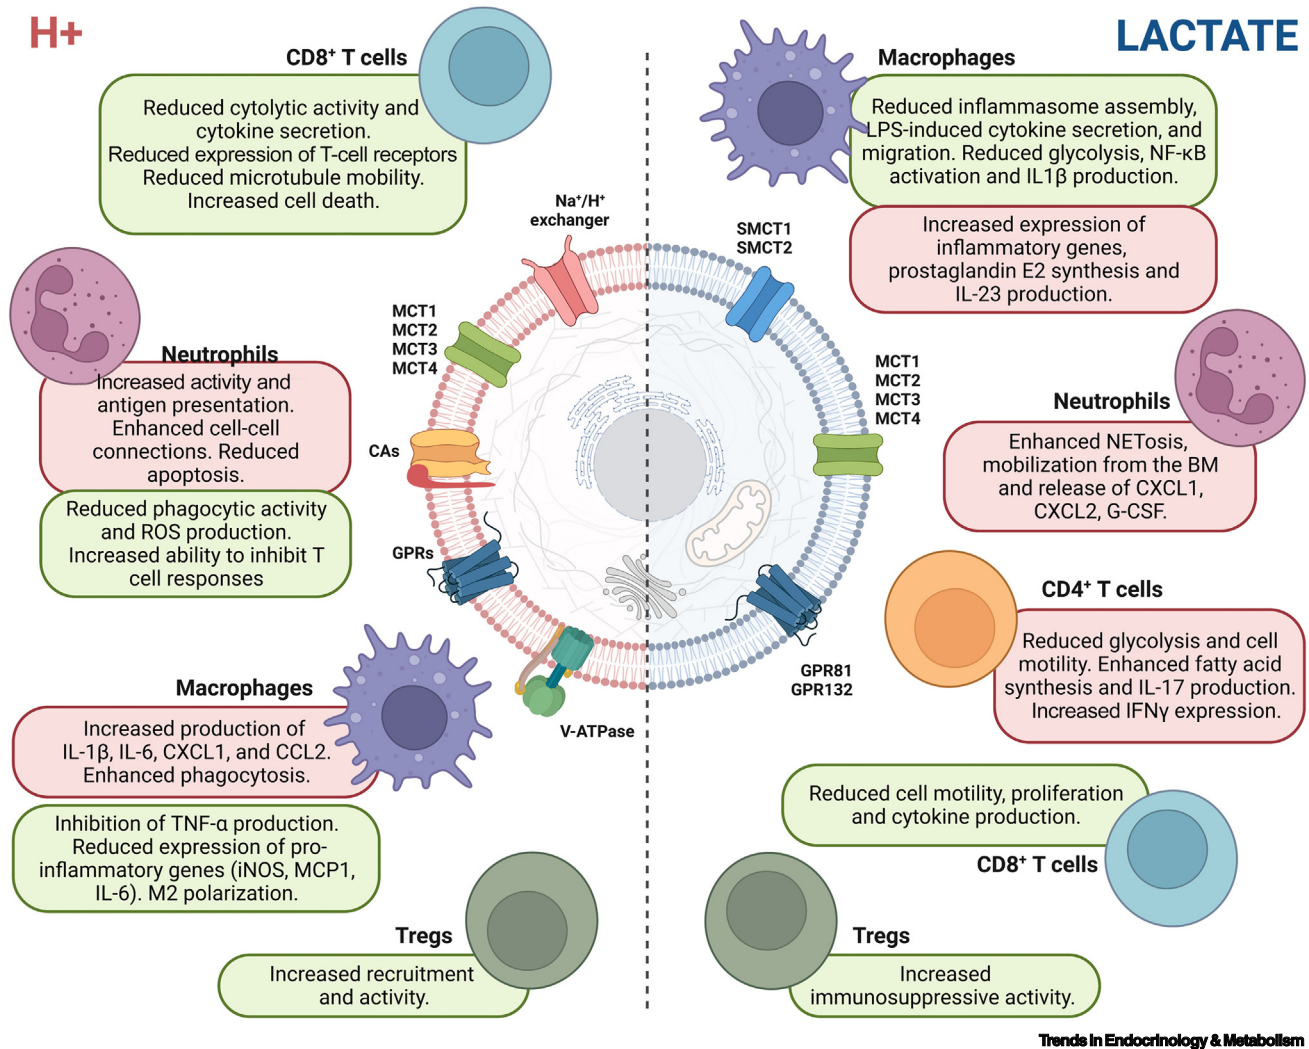 H+
CD8⁺ T cells
Reduced cytolytic activity and
cytokine secretion.
Reduced expression of T-cell receptors
Reduced microtubule mobility.
Increased cell death.
Neutrophils
Increased activity and
antigen presentation.
Enhanced cell-cell
connections. Reduced
apoptosis.
Reduced phagocytic activity
and ROS production.
Increased ability to inhibit T
cell responses
Macrophages
Increased production of
IL-1β, IL-6, CXCL1, and CCL2.
Enhanced phagocytosis.
Inhibition of TNF-α production.
Reduced expression of pro-
inflammatory genes (iNOS, MCP1,
IL-6). M2 polarization.
Tregs
Increased recruitment
and activity.
Na⁺/H⁺
exchanger
MCT1
MCT2
MCT3
MCT4
CAs
GPRs
V-ATPase
LACTATE
SMCT1
SMCT2
MCT1
MCT2
MCT3
MCT4
GPR81
GPR132
Macrophages
Reduced inflammasome assembly,
LPS-induced cytokine secretion, and
migration. Reduced glycolysis, NF-κB
activation and IL1β production.
Increased expression of
inflammatory genes,
prostaglandin E2 synthesis and
IL-23 production.
Neutrophils
Enhanced NETosis,
mobilization from the BM
and release of CXCL1,
CXCL2, G-CSF.
CD4⁺ T cells
Reduced glycolysis and cell
motility. Enhanced fatty acid
synthesis and IL-17 production.
Increased IFNγ expression.
Reduced cell motility, proliferation
and cytokine production.
CD8⁺ T cells
Tregs
Increased
immunosuppressive activity.
Trends in Endocrinology & Metabolism